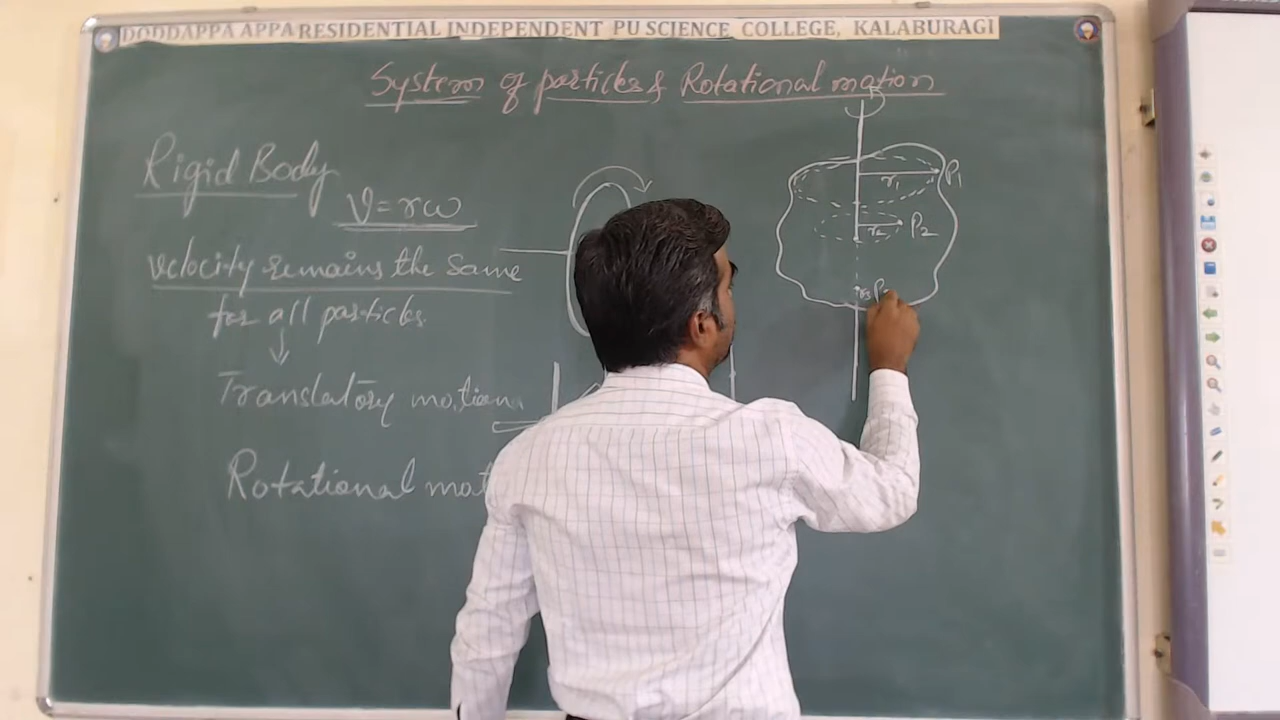 DODDAPPA APPA RESIDENTIAL INDEPENDENT PU SCIENCE COLLEGE, KALABURAGI
System of particles & Rotational motion
Rigid Body
V = rω
velocity remains the same
for all particles
Translatory motion
Rotational mot
r₁ P₁
r₂ P₂
r₃ P